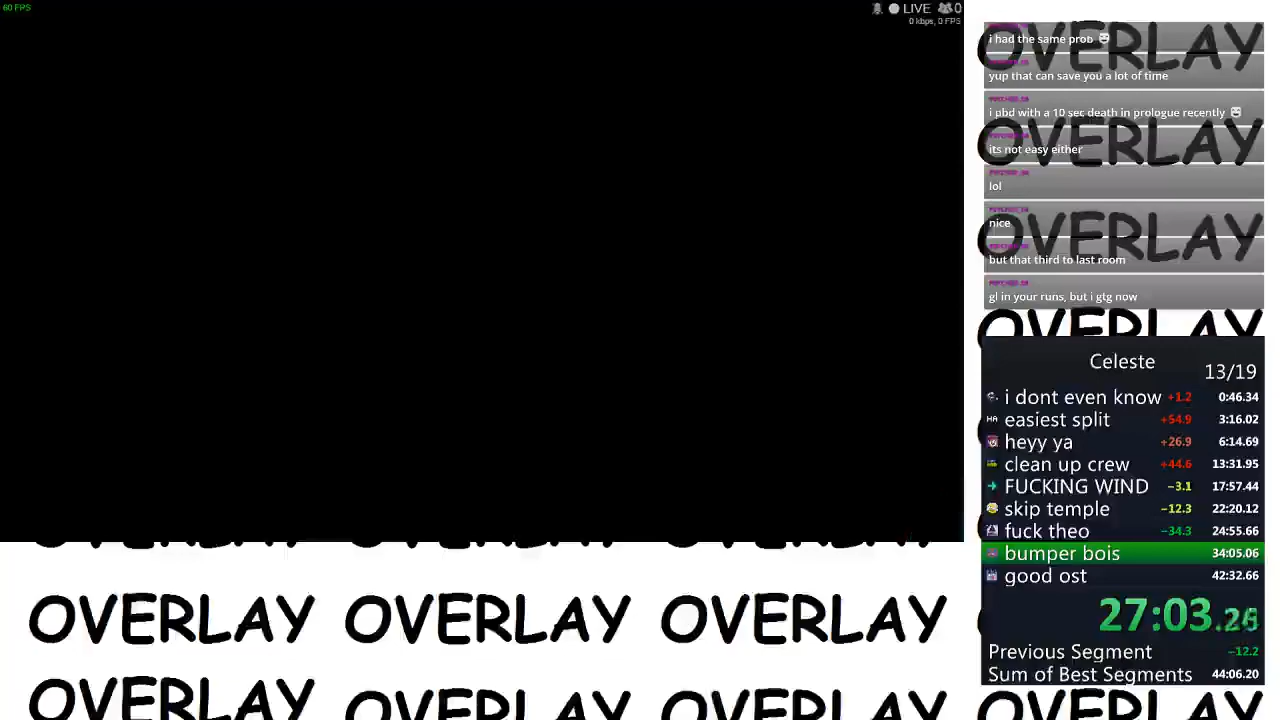 60 FPS
LIVE 0
0 kbps, 0 FPS
i had the same prob
yup that can save you a lot of time
i pbd with a 10 sec death in prologue recently
its not easy either
lol
nice
but that third to last room
gl in your runs, but i gtg now
OVERLAY
OVERLAY
OVERLAY
OVERLAY
Celeste
13/19
i dont even know +1.2 0:46.34
easiest split +54.9 3:16.02
heyy ya +26.9 6:14.69
clean up crew +44.6 13:31.95
FUCKING WIND −3.1 17:57.44
skip temple −12.3 22:20.12
fuck theo −34.3 24:55.66
bumper bois 34:05.06
good ost 42:32.66
27:03
Previous Segment −12.2
Sum of Best Segments 44:06.20
OVERLAY OVERLAY OVERLAY
OVERLAY OVERLAY OVERLAY OVERLAY